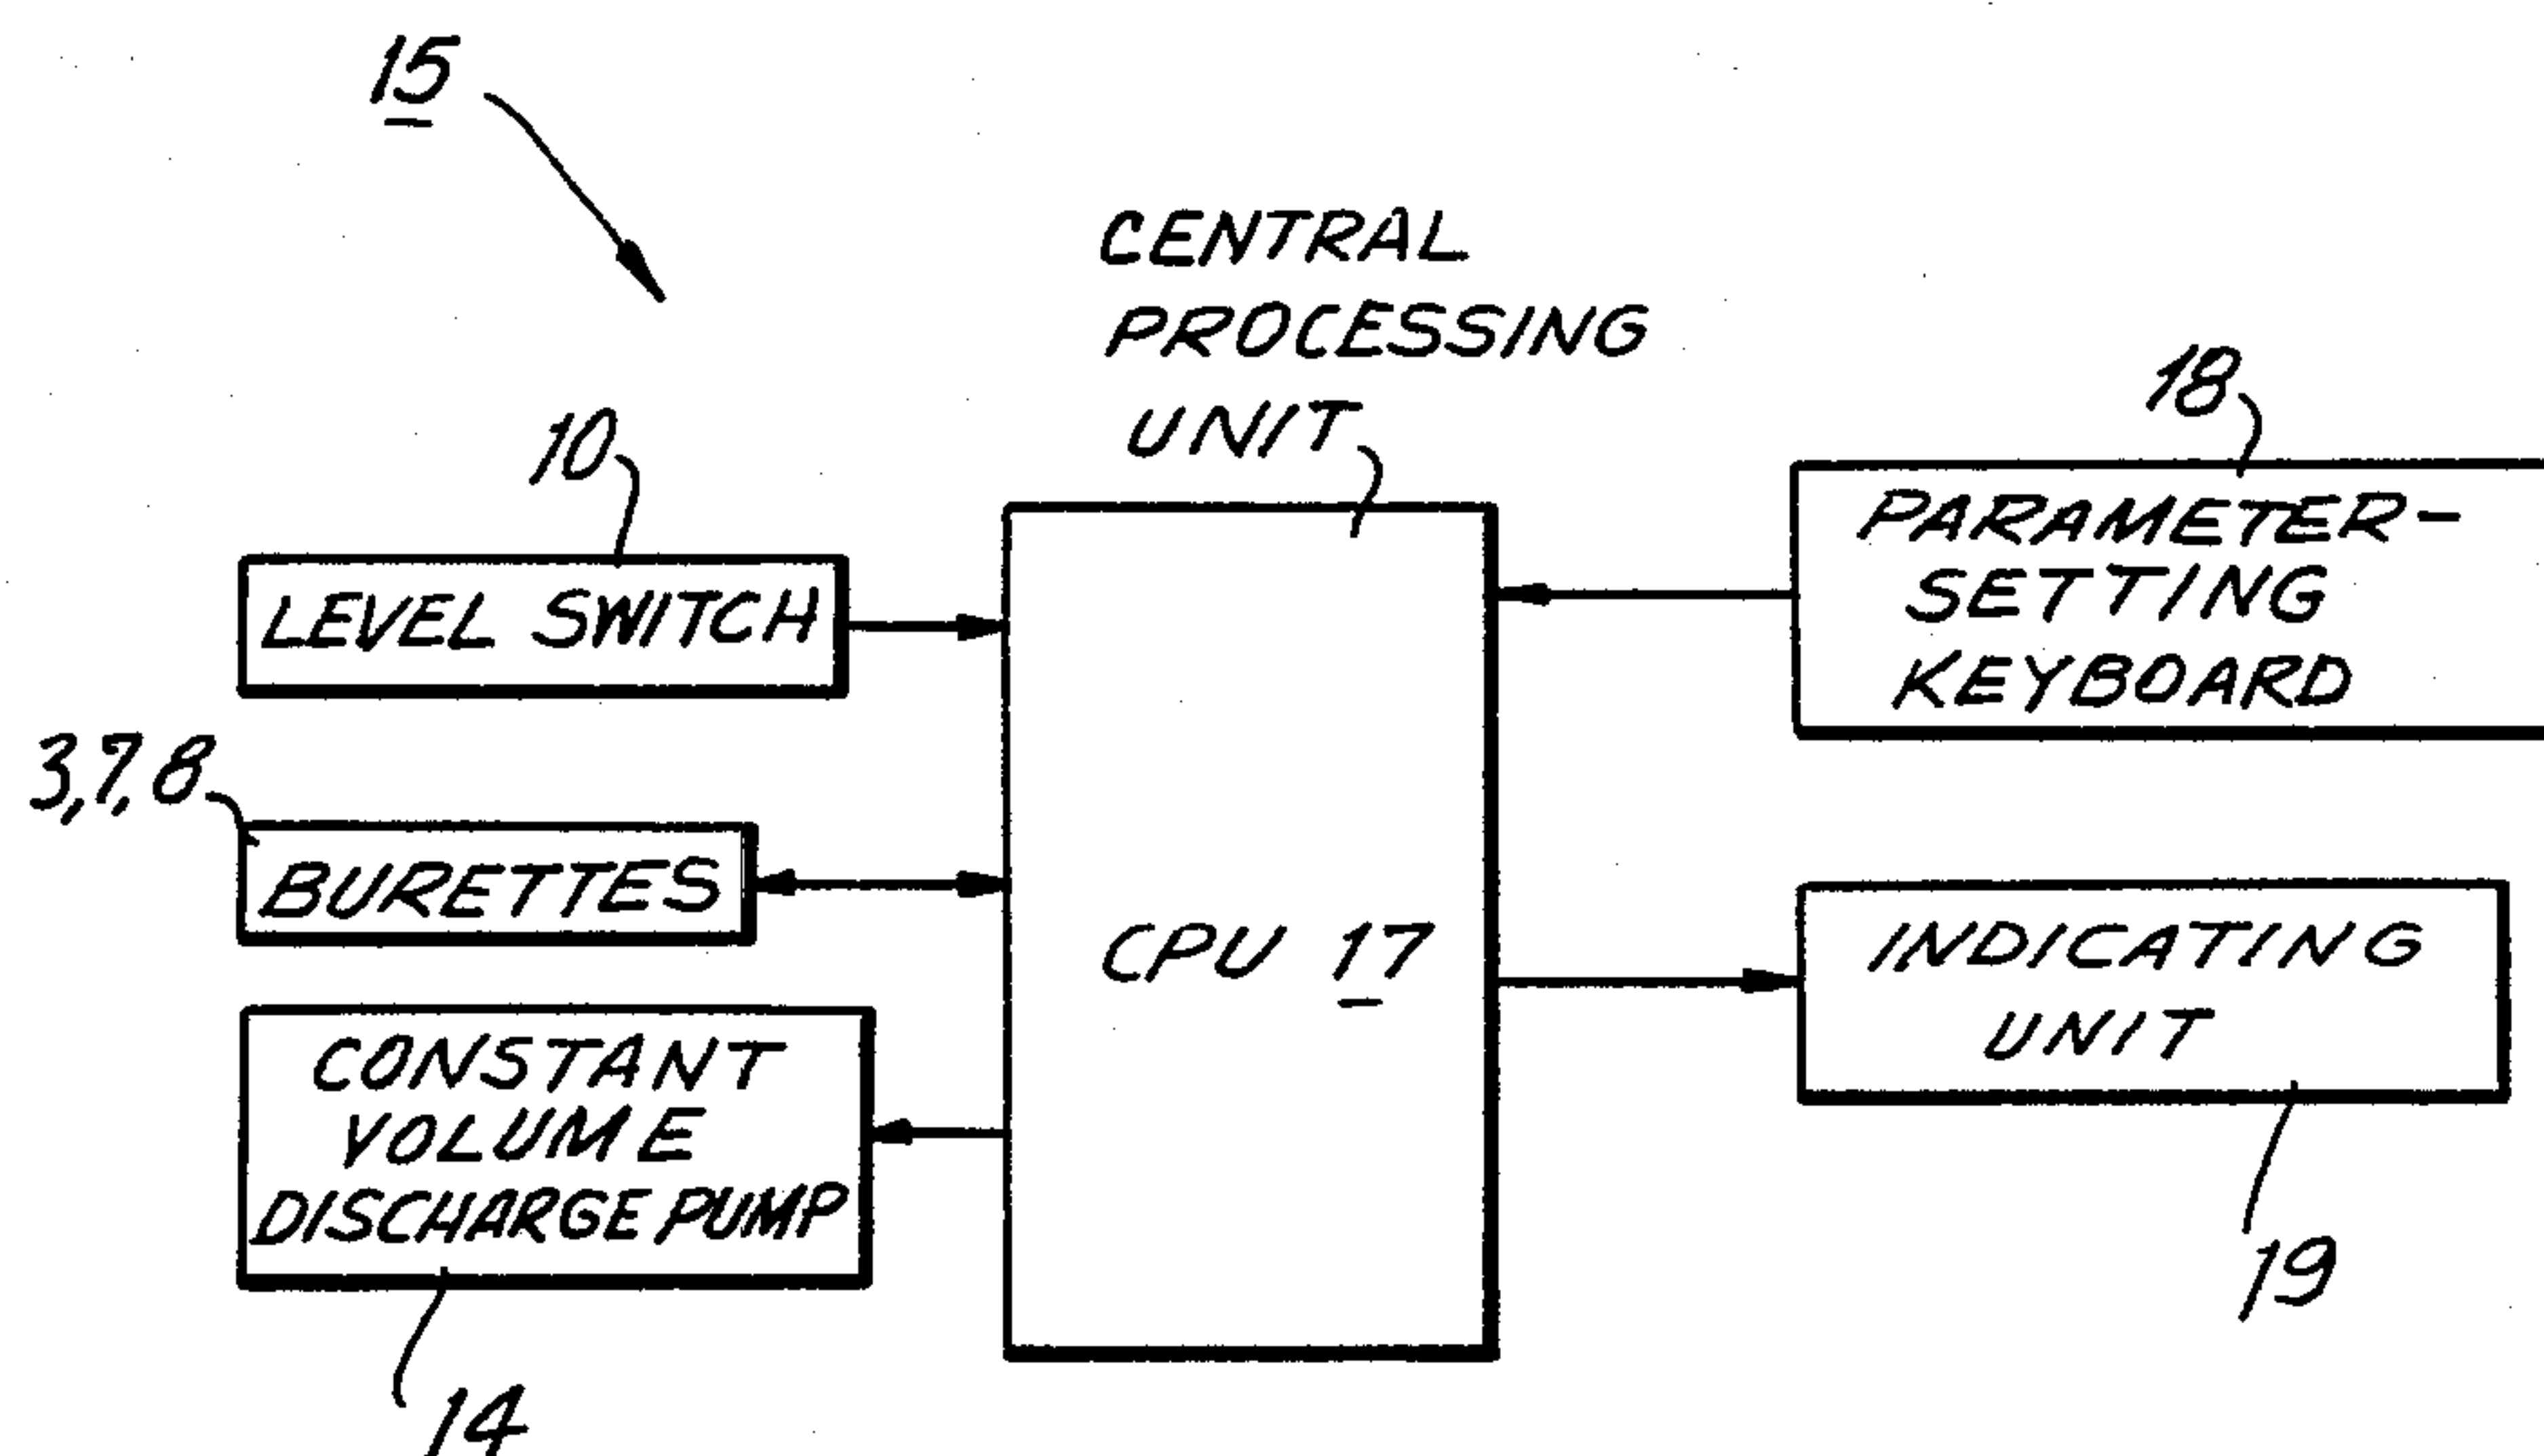 15
CENTRAL
PROCESSING
UNIT
18
10
PARAMETER-
SETTING
KEYBOARD
LEVEL SWITCH
3,7,8
BURETTES
CPU 17
INDICATING
UNIT
CONSTANT
VOLUME
DISCHARGE PUMP
19
14